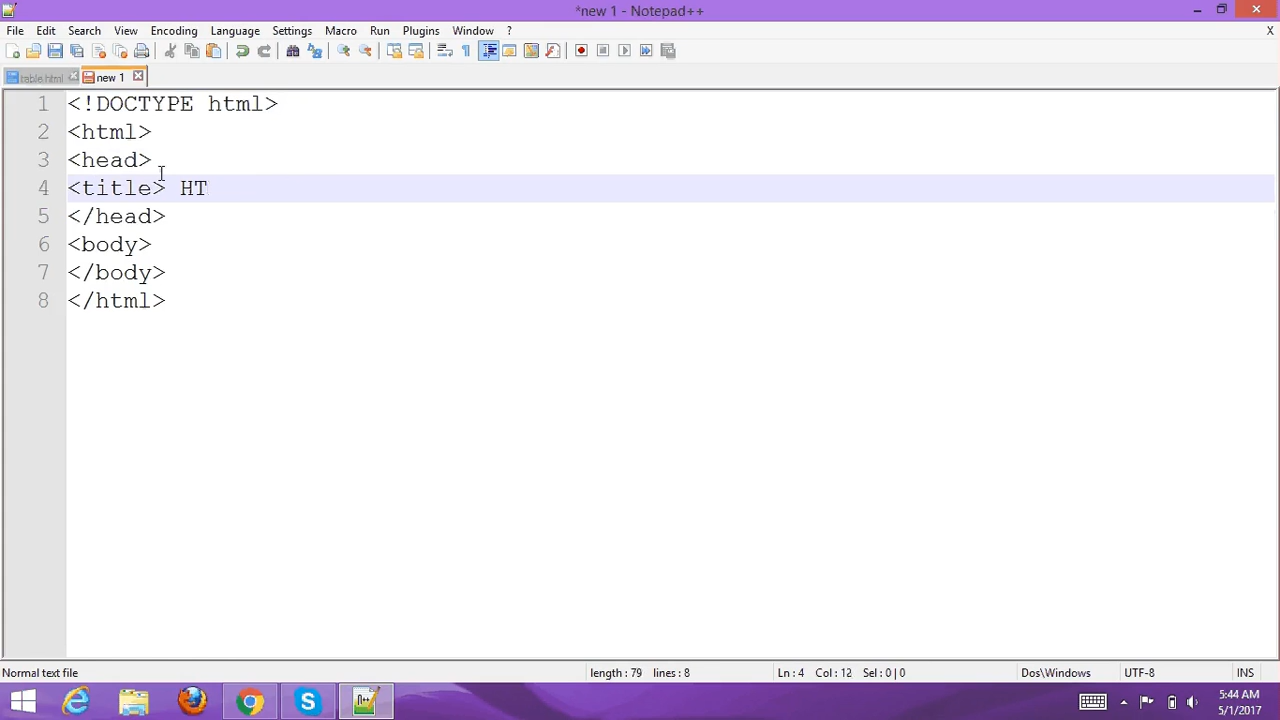 *new 1 - Notepad++
File Edit Search View Encoding Language Settings Macro Run Plugins Window ? X
table.html new 1
1 <!DOCTYPE html>
2 <html>
3 <head>
4 <title> HT
5 </head>
6 <body>
7 </body>
8 </html>
Normal text file length : 79 lines : 8 Ln : 4 Col : 12 Sel : 0 | 0 Dos\Windows UTF-8 INS
5:44 AM
5/1/2017